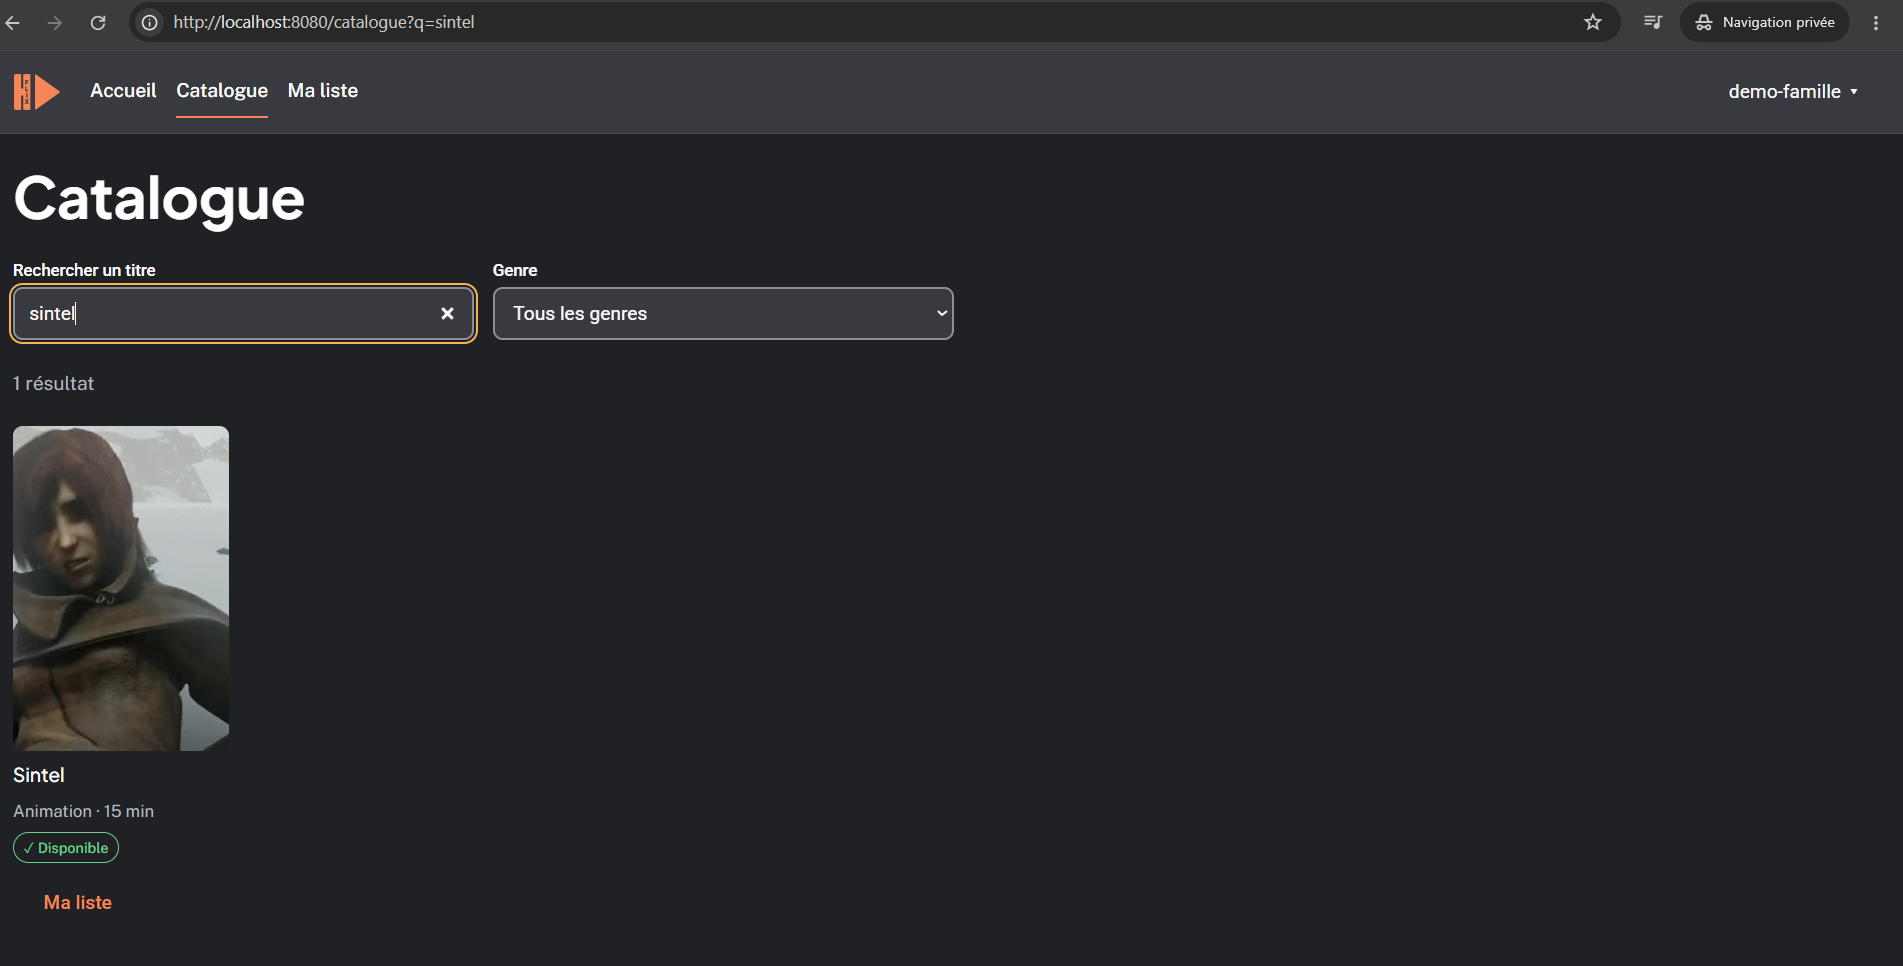 http://localhost:8080/catalogue?q=sintel
Navigation privée
FLIX
Accueil
Catalogue
Ma liste
demo-famille
Catalogue
Rechercher un titre
Genre
sintel
Tous les genres
1 résultat
Sintel
Animation · 15 min
✓ Disponible
Ma liste